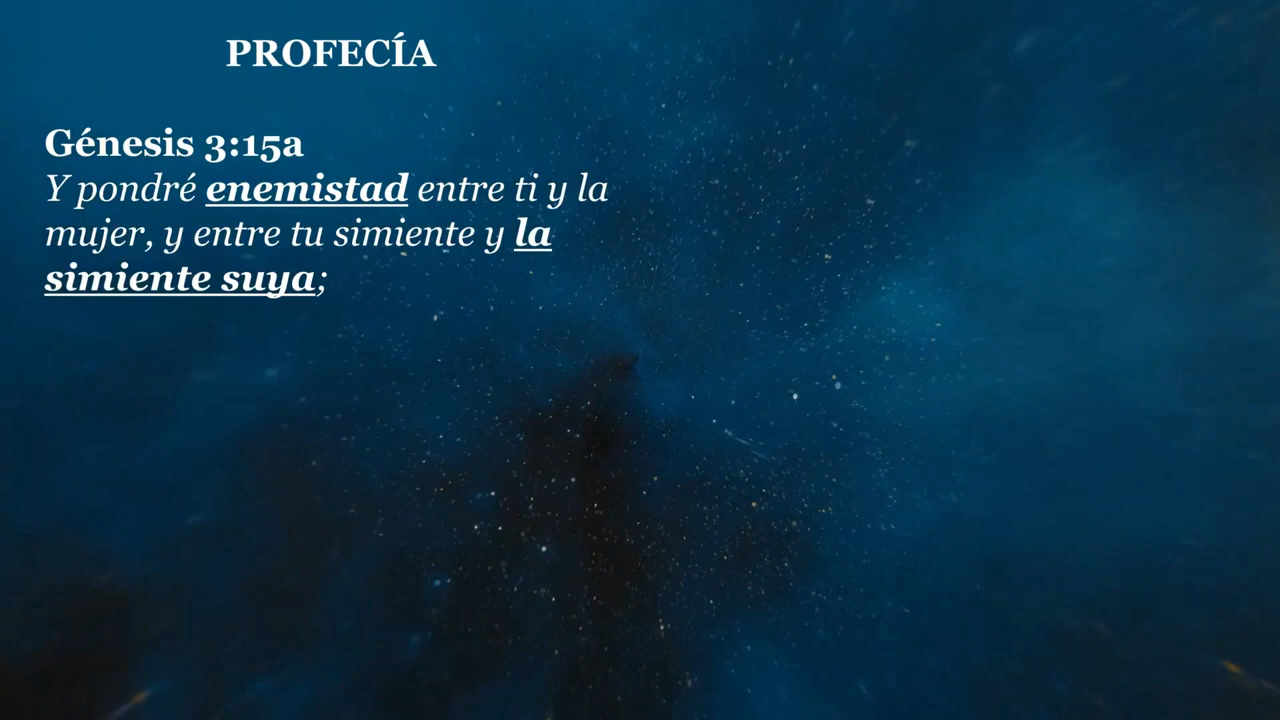 PROFECÍA
Génesis 3:15a
Y pondré enemistad entre ti y la
mujer, y entre tu simiente y la
simiente suya;